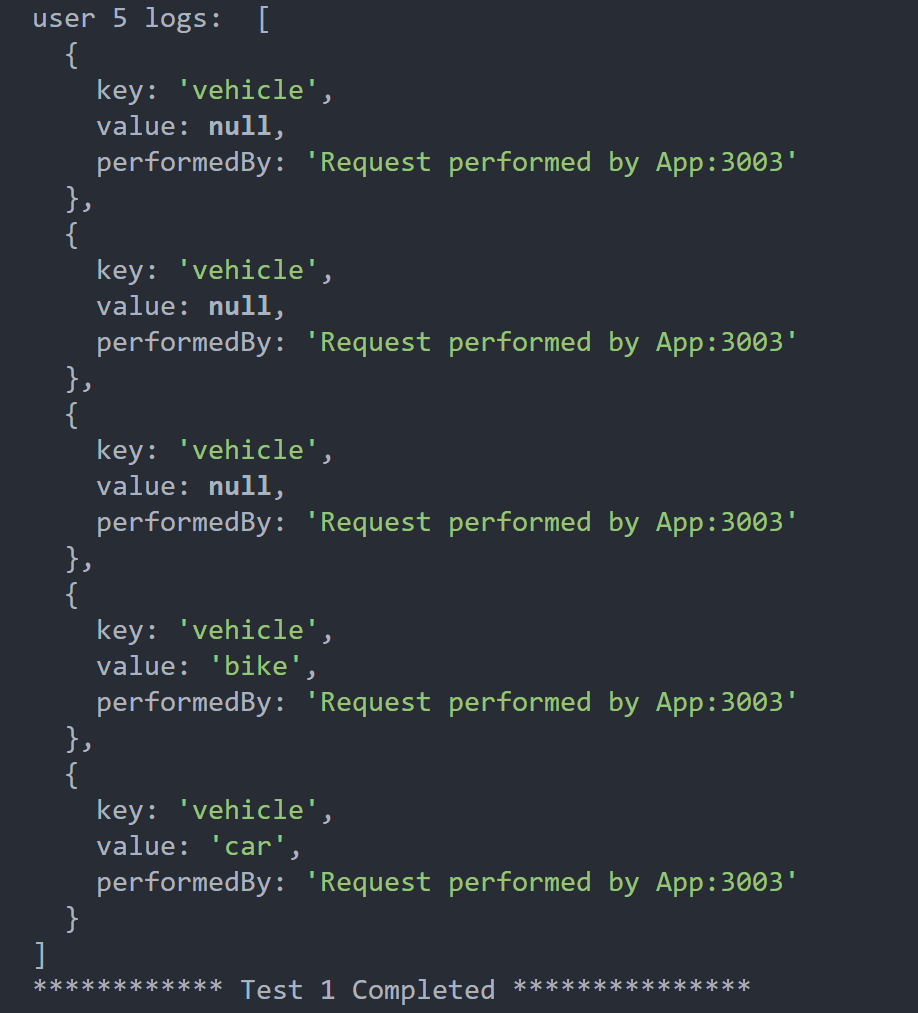 user 5 logs:  [
  {
    key: 'vehicle',
    value: null,
    performedBy: 'Request performed by App:3003'
  },
  {
    key: 'vehicle',
    value: null,
    performedBy: 'Request performed by App:3003'
  },
  {
    key: 'vehicle',
    value: null,
    performedBy: 'Request performed by App:3003'
  },
  {
    key: 'vehicle',
    value: 'bike',
    performedBy: 'Request performed by App:3003'
  },
  {
    key: 'vehicle',
    value: 'car',
    performedBy: 'Request performed by App:3003'
  }
]
************ Test 1 Completed ***************